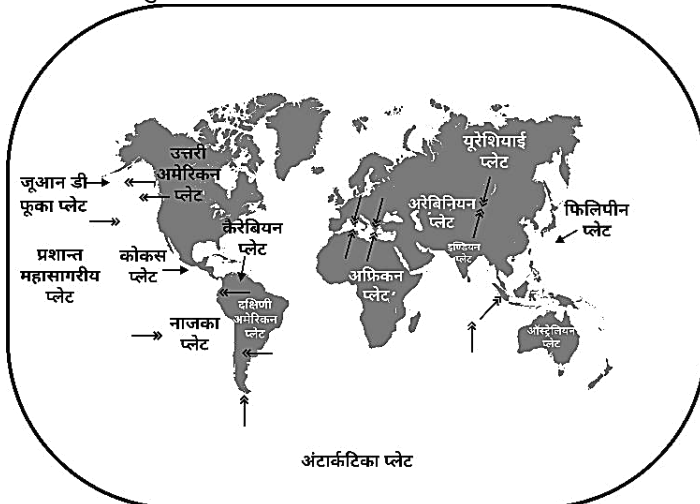 उत्तरी
अमेरिकन
प्लेट
यूरेशियाई
प्लेट
जूआन डी
फूका प्लेट
अरेबिनियन
प्लेट
फिलिपीन
प्लेट
कैरेबियन
प्लेट
इण्डियन
प्लेट
प्रशान्त
महासागरीय
प्लेट
कोकस
प्लेट
अफ्रिकन
प्लेट
दक्षिणी
अमेरिकन
प्लेट
नाजका
प्लेट
ऑस्ट्रेलियन
प्लेट
अंटार्कटिका प्लेट